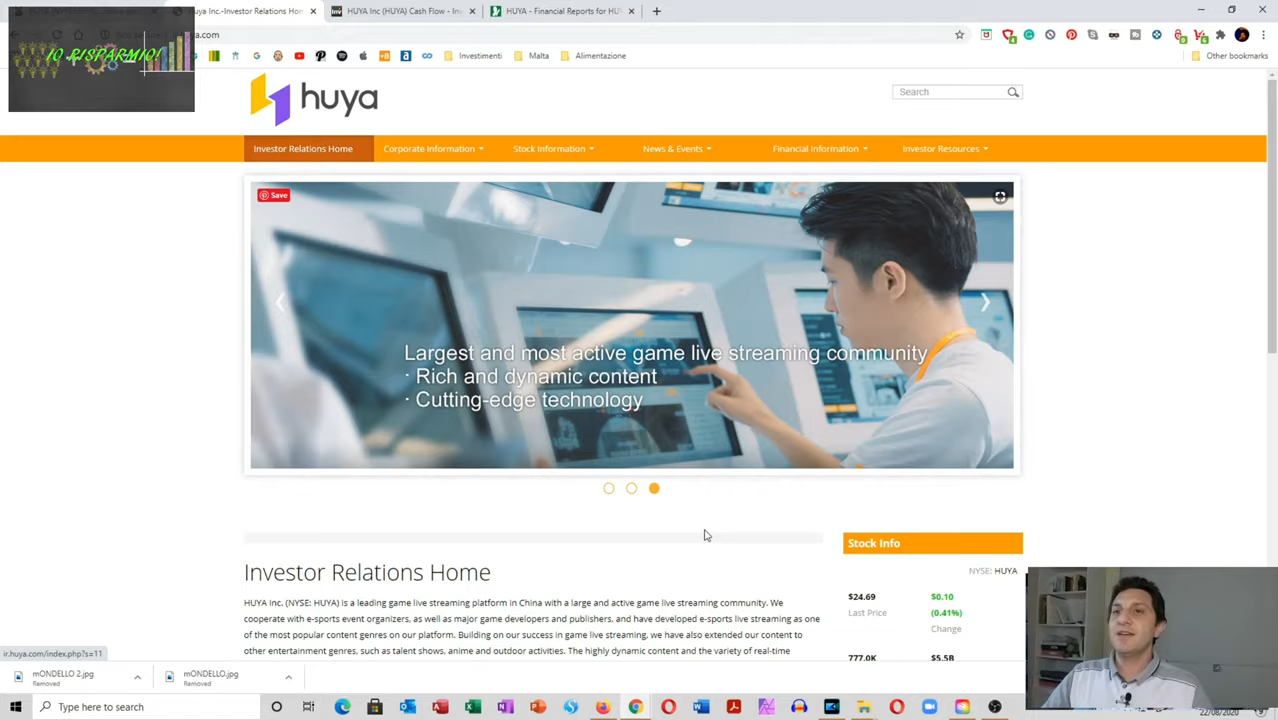 Huya Inc.-Investor Relations Hom
HUYA Inc (HUYA) Cash Flow - Inv
HUYA - Financial Reports for HU
IO RISPARMIO!
.com
Investimenti
Malta
Alimentazione
Other bookmarks
huya
Search
Investor Relations Home
Corporate Information
Stock Information
News & Events
Financial Information
Investor Resources
Save
Largest and most active game live streaming community
· Rich and dynamic content
· Cutting-edge technology
Stock Info
Investor Relations Home
NYSE: HUYA
HUYA Inc. (NYSE: HUYA) is a leading game live streaming platform in China with a large and active game live streaming community. We
cooperate with e-sports event organizers, as well as major game developers and publishers, and have developed e-sports live streaming as one
of the most popular content genres on our platform. Building on our success in game live streaming, we have also extended our content to
other entertainment genres, such as talent shows, anime and outdoor activities. The highly dynamic content and the variety of real-time
$24.69
$0.10
Last Price
(0.41%)
Change
777.0K
$5.5B
ir.huya.com/index.php?s=11
mONDELLO 2.jpg
Removed
mONDELLO.jpg
Removed
Type here to search
22/08/2020